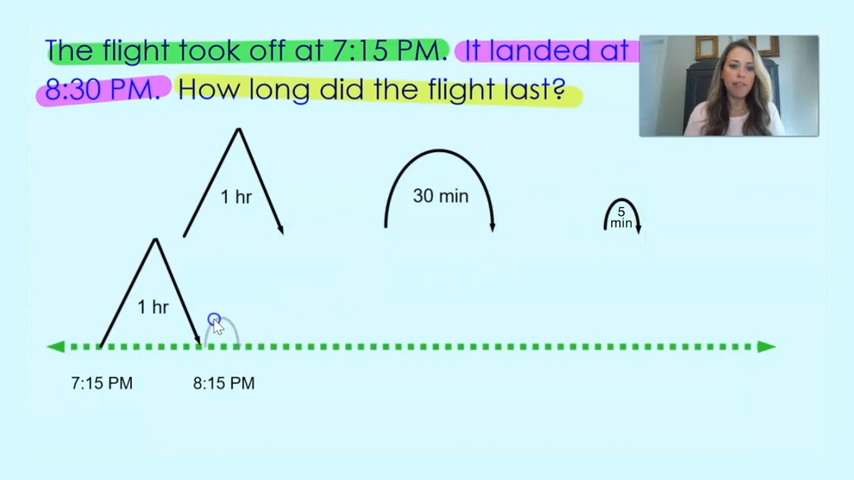 The flight took off at 7:15 PM. It landed at
8:30 PM. How long did the flight last?
1 hr
30 min
5
min
1 hr
7:15 PM
8:15 PM